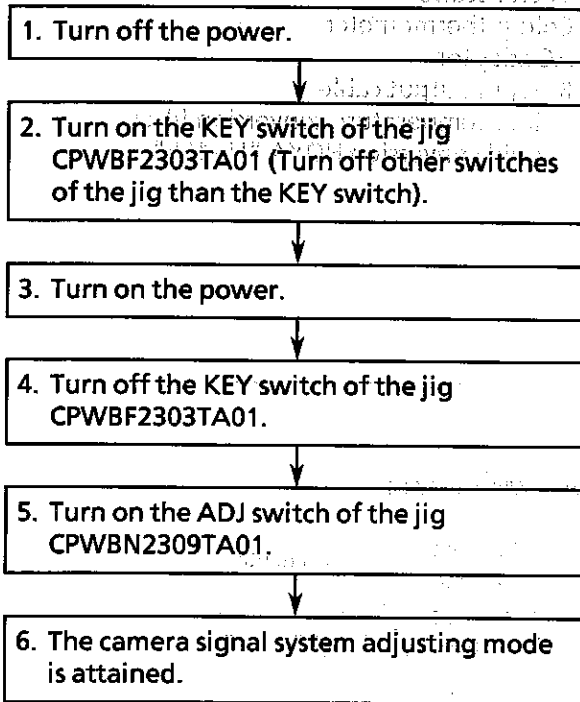 1. Turn off the power.
2. Turn on the KEY switch of the jig
CPWBF2303TA01 (Turn off other switches
of the jig than the KEY switch).
3. Turn on the power.
4. Turn off the KEY switch of the jig
CPWBF2303TA01.
5. Turn on the ADJ switch of the jig
CPWBN2309TA01.
6. The camera signal system adjusting mode
is attained.